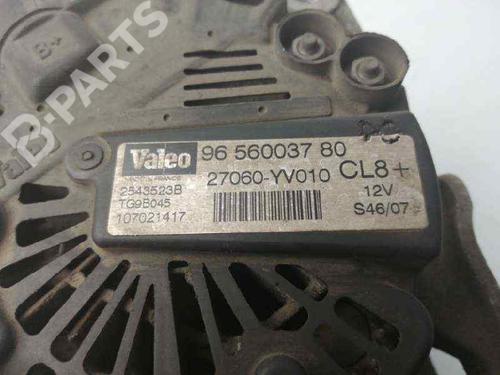 B+
B-PARTS
Valeo 96 560037 80
27060-YV010 CL8+
2543523B
TG9B045
107021417
12V
S46/07